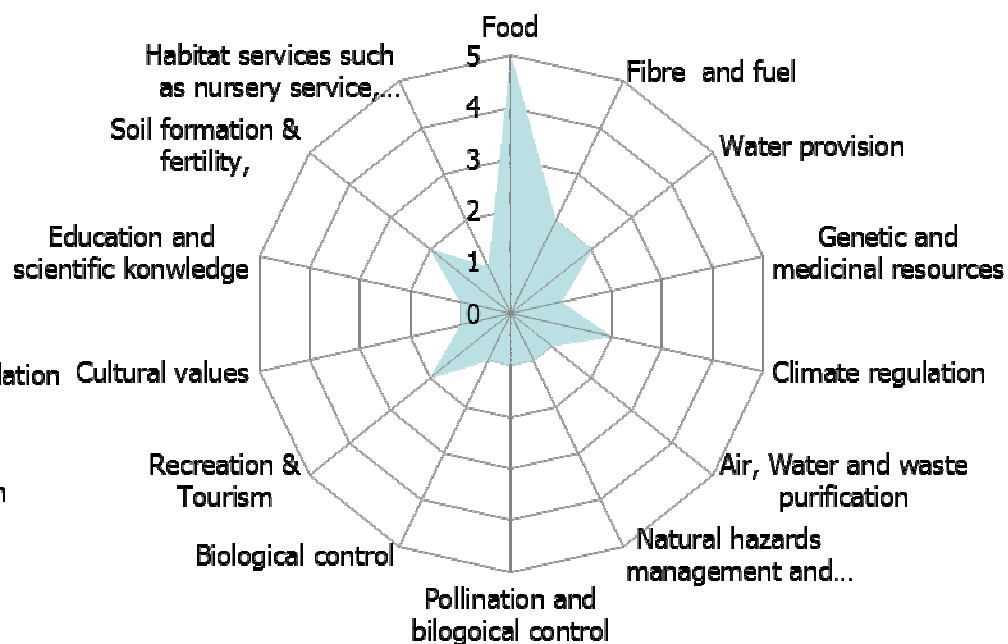 Food
Habitat services such
as nursery service,...
Fibre and fuel
Soil formation &
fertility,
Water provision
Education and
scientific konwledge
Genetic and
medicinal resources
5
4
3
2
1
0
Cultural values
Climate regulation
Recreation &
Tourism
Air, Water and waste
purification
Biological control
Natural hazards
management and...
Pollination and
bilogoical control